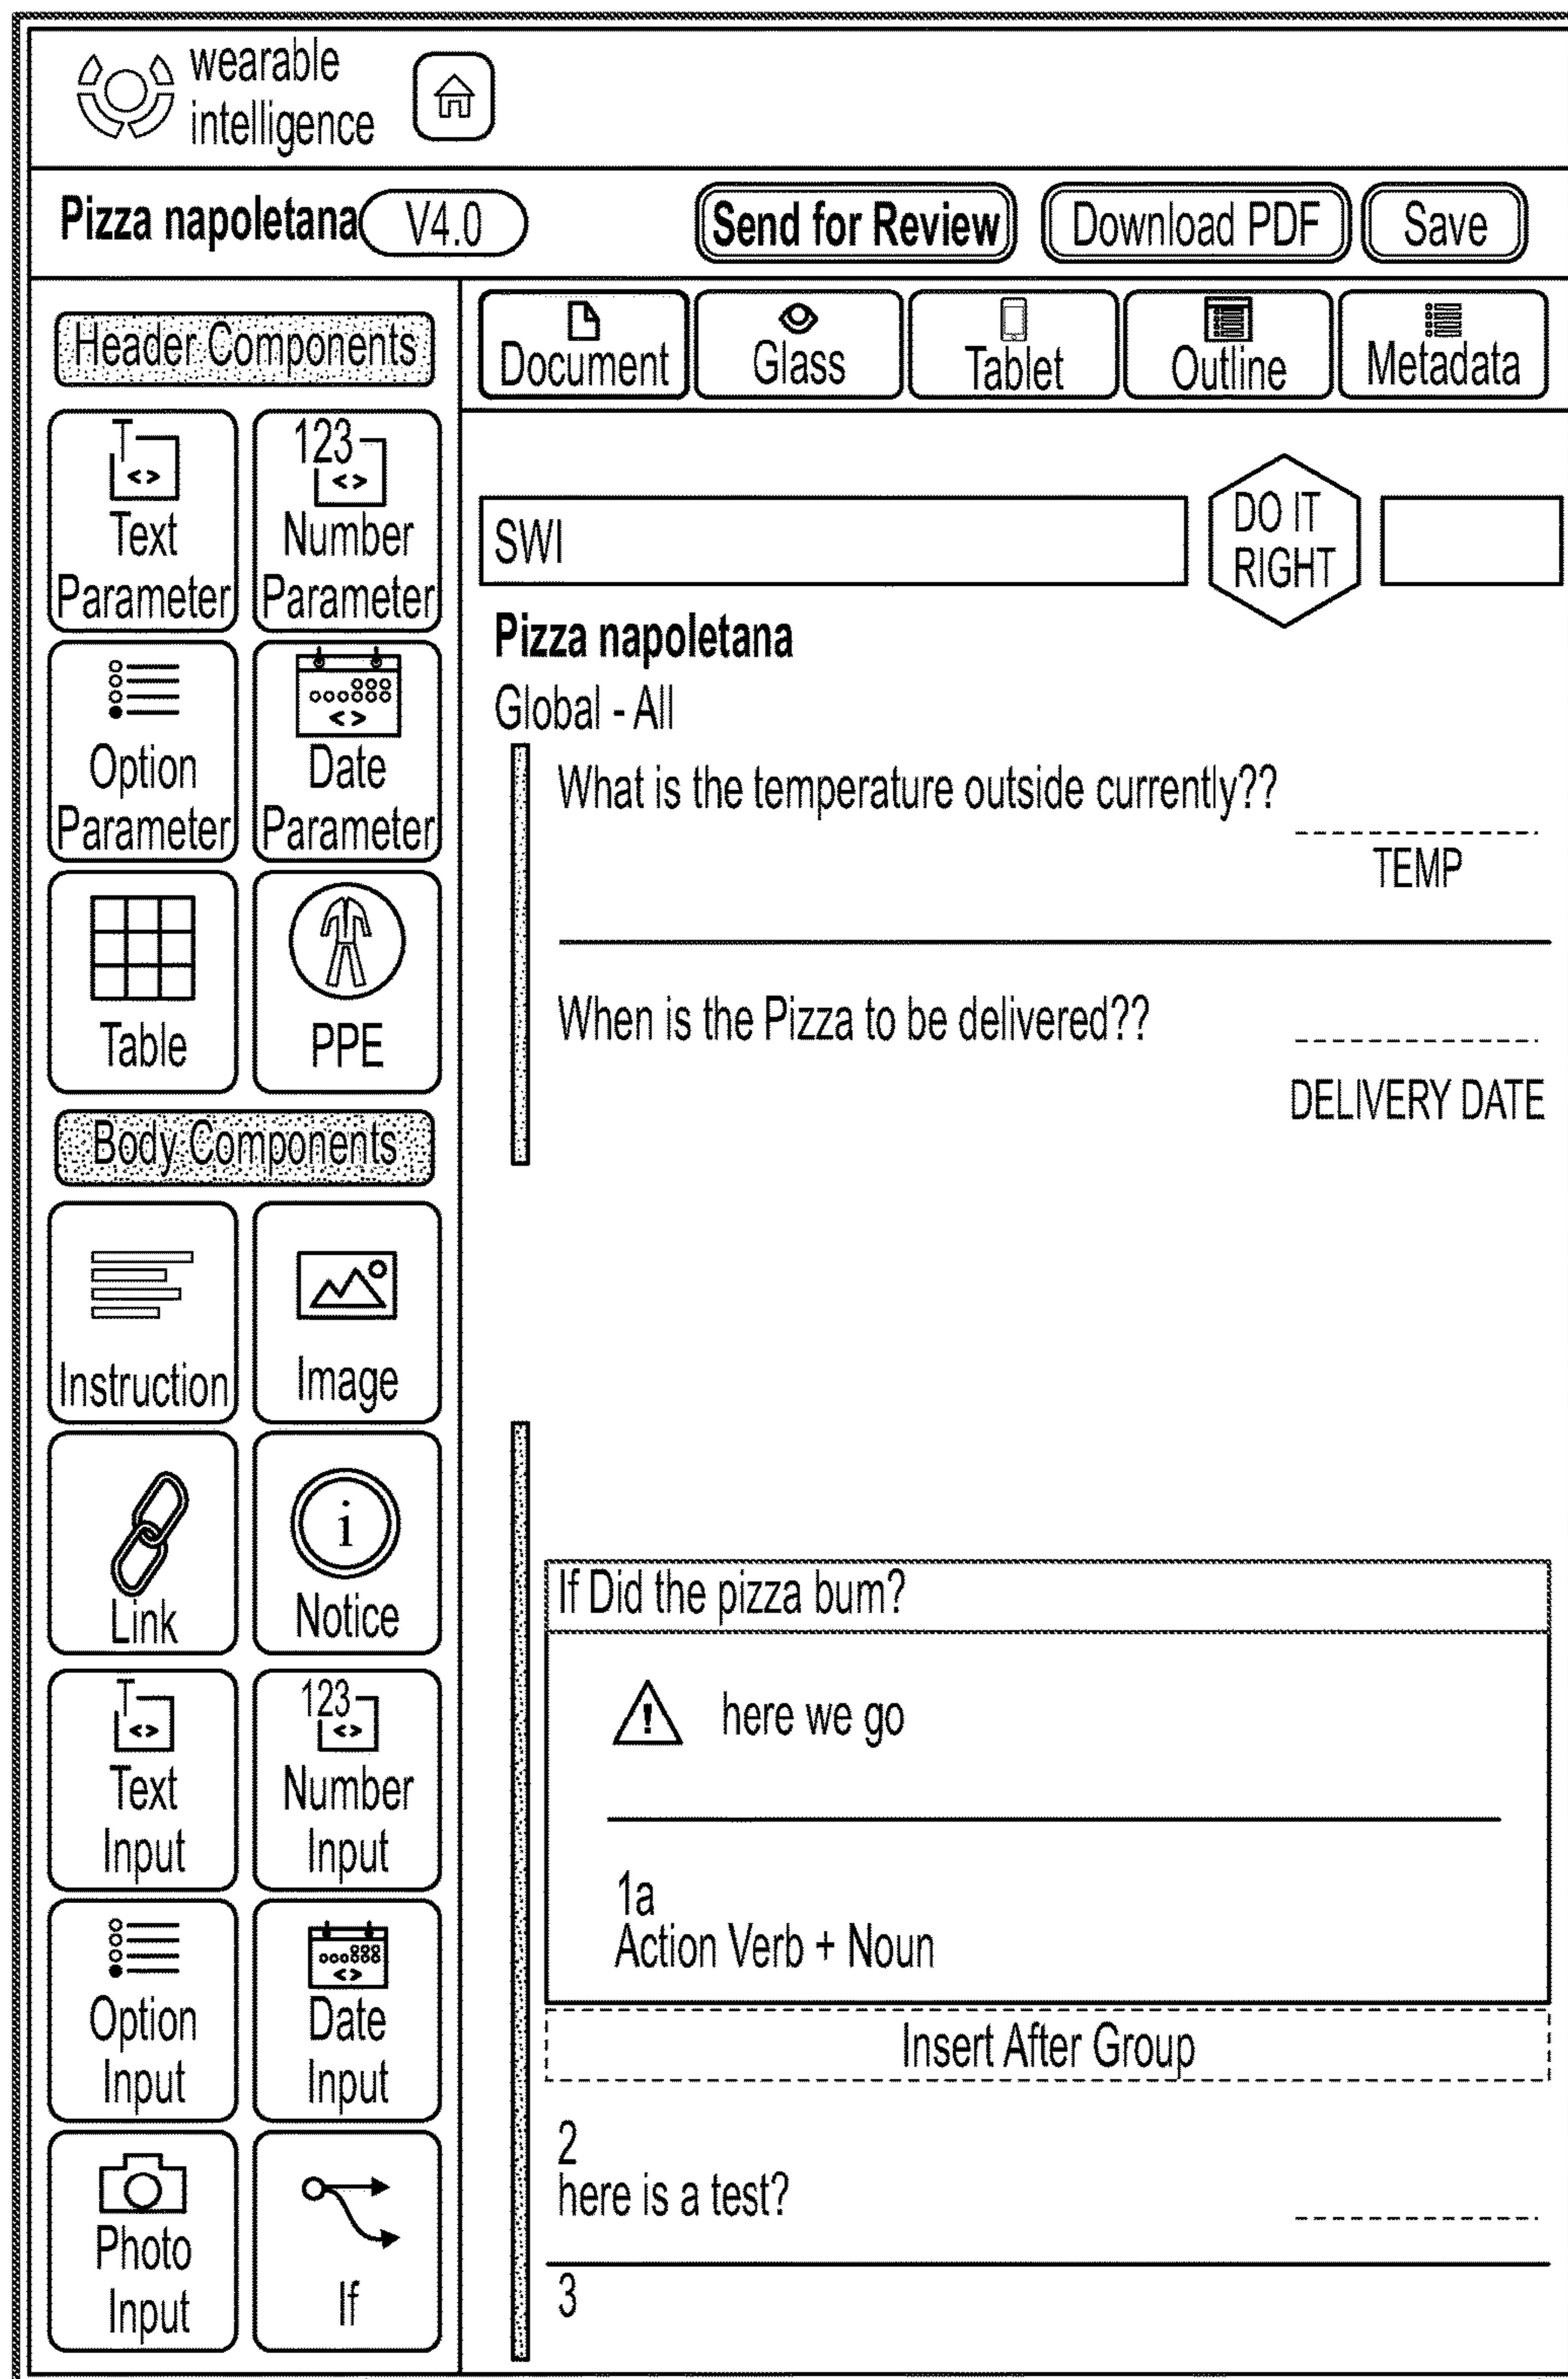 wearable
intelligence
Pizza napoletana V4.0 Send for Review Download PDF Save
Header Components
Text
Parameter
123
Number
Parameter
Option
Parameter
Date
Parameter
Table
PPE
Body Components
Instruction
Image
Link
i
Notice
T
Text
Input
123
Number
Input
Option
Input
Date
Input
Photo
Input
If
Document
Glass
Tablet
Outline
Metadata
SWI
DO IT
RIGHT
Pizza napoletana
Global - All
What is the temperature outside currently??
TEMP
When is the Pizza to be delivered??
DELIVERY DATE
If Did the pizza bum?
! here we go
1a
Action Verb + Noun
Insert After Group
2
here is a test?
3